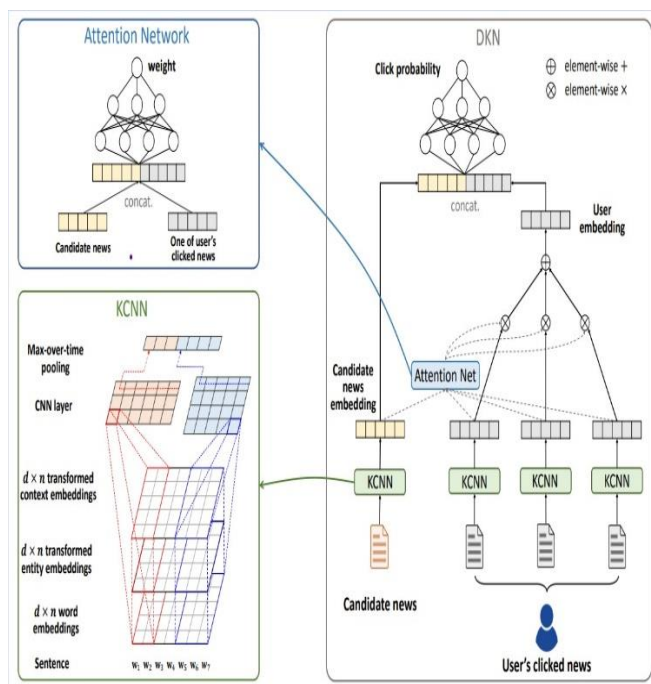 Attention Network
weight
concat.
Candidate news
One of user's
clicked news
KCNN
Max-over-time
pooling
CNN layer
d × n transformed
context embeddings
d × n transformed
entity embeddings
d × n word
embeddings
Sentence
w₁ w₂ w₃ w₄ w₅ w₆ w₇
DKN
Click probability
element-wise +
element-wise ×
concat.
User
embedding
Candidate
news
embedding
Attention Net
KCNN
KCNN
KCNN
KCNN
Candidate news
User's clicked news